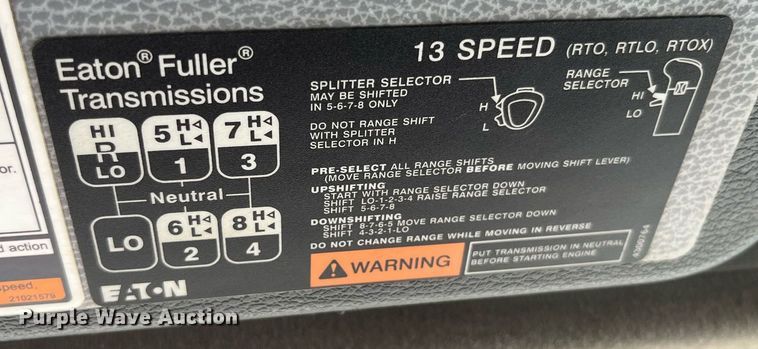 Eaton® Fuller®
Transmissions
13 SPEED (RTO, RTLO, RTOX)
SPLITTER SELECTOR
MAY BE SHIFTED
IN 5-6-7-8 ONLY
DO NOT RANGE SHIFT
WITH SPLITTER
SELECTOR IN H
H
L
RANGE
SELECTOR
HI
LO
HI
R
LO
5 H
L
1
7 H
L
3
Neutral
LO
6 H
L
2
8 H
L
4
PRE-SELECT ALL RANGE SHIFTS
(MOVE RANGE SELECTOR BEFORE MOVING SHIFT LEVER)
UPSHIFTING
START WITH RANGE SELECTOR DOWN
SHIFT LO-1-2-3-4 RAISE RANGE SELECTOR
SHIFT 5-6-7-8
DOWNSHIFTING
SHIFT 8-7-6-5 MOVE RANGE SELECTOR DOWN
SHIFT 4-3-2-1-LO
DO NOT CHANGE RANGE WHILE MOVING IN REVERSE
WARNING
PUT TRANSMISSION IN NEUTRAL
BEFORE STARTING ENGINE
4300764
EATON
or.
d action
speed.
21021579
Purple Wave Auction